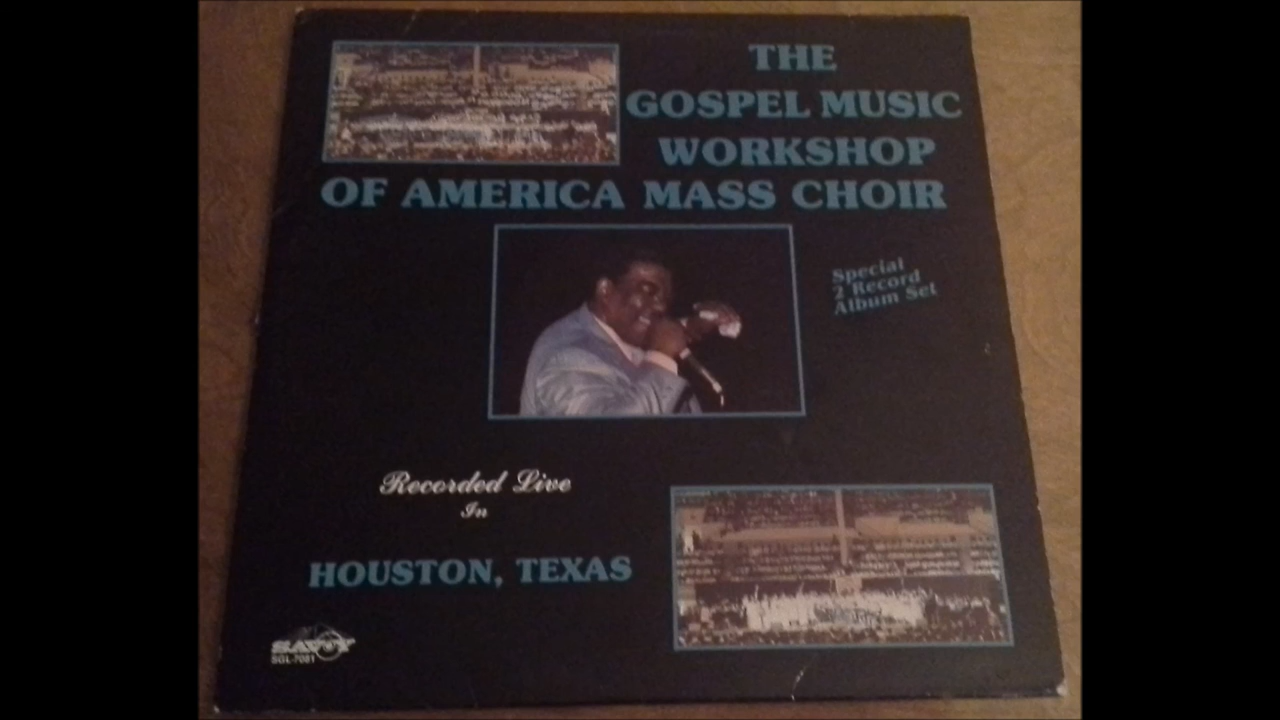 THE
GOSPEL MUSIC
WORKSHOP
OF AMERICA MASS CHOIR
Special
2 Record
Album Set
Recorded Live
In
HOUSTON, TEXAS
SAVOY
SGL-7081